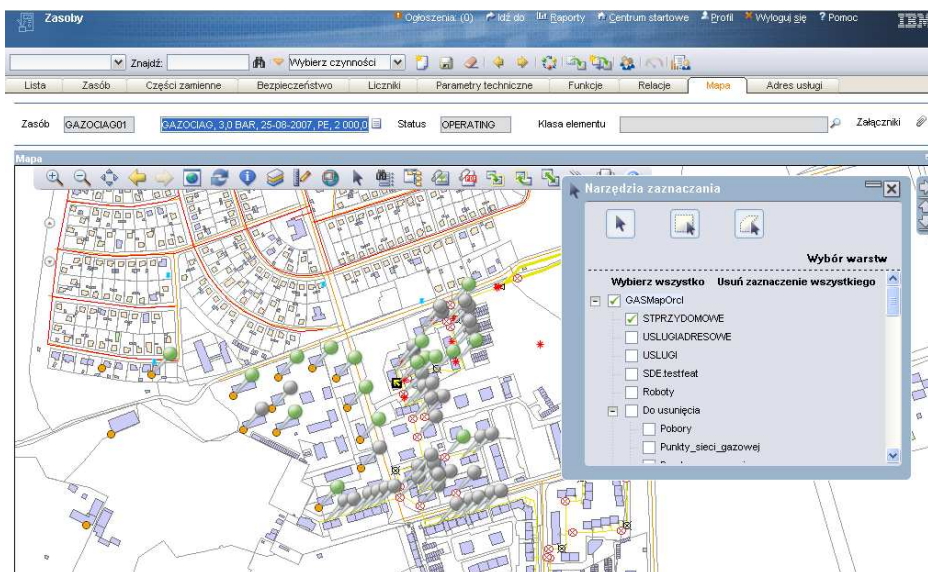 Zasoby
Ogłoszenia: (0) Idź do Raporty Centrum startowe Profil Wyloguj się ? Pomoc IBM
Znajdź: Wybierz czynności
Lista Zasób Części zamienne Bezpieczeństwo Liczniki Parametry techniczne Funkcje Relacje Mapa Adres usługi
Zasób GAZOCIAG01 GAZOCIAG, 3,0 BAR, 25-08-2007, PE, 2 000,0 Status OPERATING Klasa elementu Załączniki
Mapa
Narzędzia zaznaczania
Wybór warstw
Wybierz wszystko Usuń zaznaczenie wszystkiego
GASMapOrcl
STPRZYDOMOWE
USLUGIADRESOWE
USLUGI
SDE.testfeat
Roboty
Do usunięcia
Pobory
Punkty_sieci_gazowej